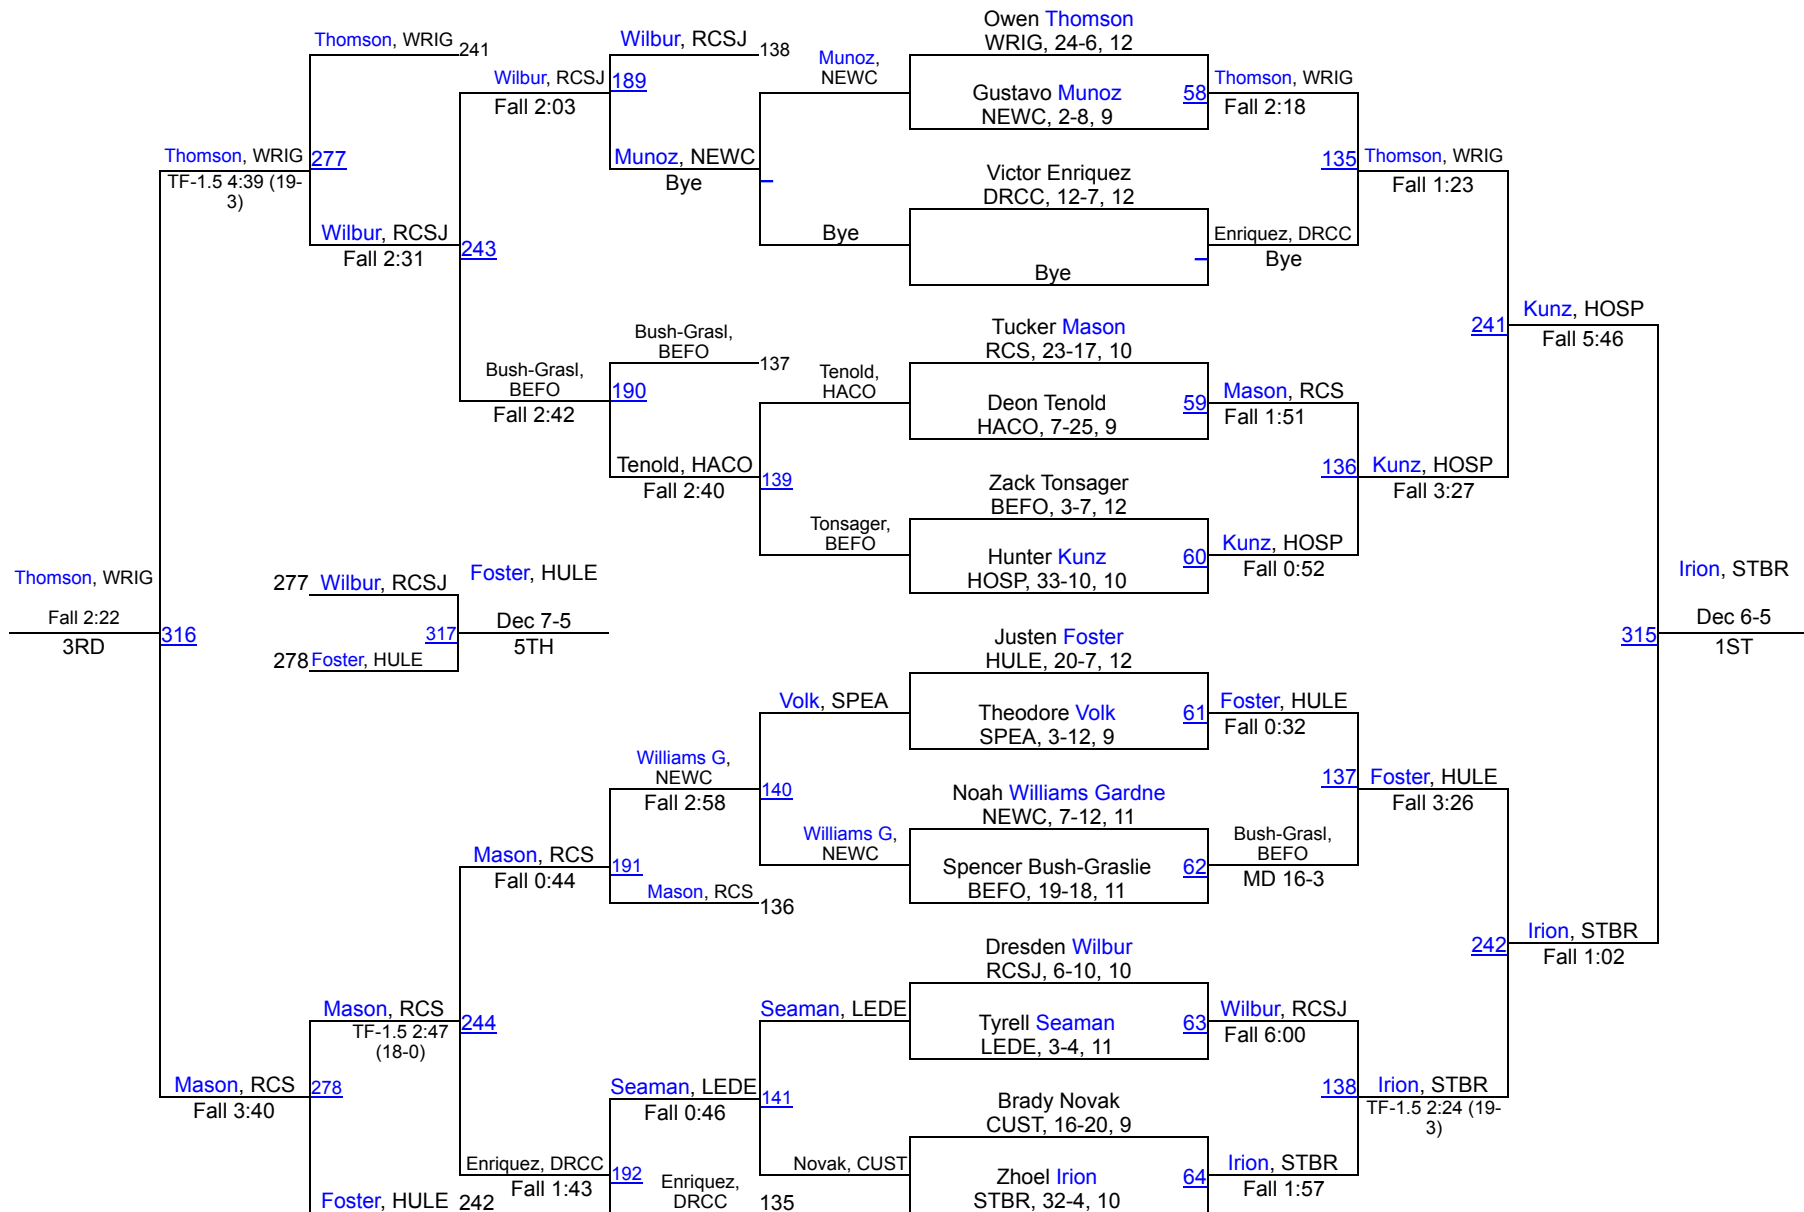 Owen Thomson
WRIG, 24-6, 12
Thomson, WRIG
241
Wilbur, RCSJ
138
Munoz,
NEWC
Wilbur, RCSJ
189
Fall 2:03
Gustavo Munoz
NEWC, 2-8, 9
58
Thomson, WRIG
Fall 2:18
Thomson, WRIG
277
TF-1.5 4:39 (19-
3)
Munoz, NEWC
Bye
Victor Enriquez
DRCC, 12-7, 12
135
Thomson, WRIG
Fall 1:23
Wilbur, RCSJ
Fall 2:31
243
Bye
Bye
Enriquez, DRCC
Bye
Bush-Grasl,
BEFO
137
Tucker Mason
RCS, 23-17, 10
241
Kunz, HOSP
Fall 5:46
Bush-Grasl,
BEFO
190
Fall 2:42
Tenold,
HACO
Deon Tenold
HACO, 7-25, 9
59
Mason, RCS
Fall 1:51
Tenold, HACO
Fall 2:40
139
Zack Tonsager
BEFO, 3-7, 12
136
Kunz, HOSP
Fall 3:27
Tonsager,
BEFO
Hunter Kunz
HOSP, 33-10, 10
60
Kunz, HOSP
Fall 0:52
Thomson, WRIG
Fall 2:22
3RD
316
277
Wilbur, RCSJ
278
Foster, HULE
317
Foster, HULE
Dec 7-5
5TH
Irion, STBR
315
Dec 6-5
1ST
Justen Foster
HULE, 20-7, 12
Volk, SPEA
Theodore Volk
SPEA, 3-12, 9
61
Foster, HULE
Fall 0:32
Williams G,
NEWC
Fall 2:58
140
Noah Williams Gardne
NEWC, 7-12, 11
137
Foster, HULE
Fall 3:26
Williams G,
NEWC
Spencer Bush-Graslie
BEFO, 19-18, 11
62
Bush-Grasl,
BEFO
MD 16-3
Mason, RCS
Fall 0:44
191
Mason, RCS
136
Dresden Wilbur
RCSJ, 6-10, 10
242
Irion, STBR
Fall 1:02
Mason, RCS
TF-1.5 2:47
(18-0)
244
Seaman, LEDE
Tyrell Seaman
LEDE, 3-4, 11
63
Wilbur, RCSJ
Fall 6:00
Mason, RCS
Fall 3:40
278
Seaman, LEDE
Fall 0:46
141
Brady Novak
CUST, 16-20, 9
138
Irion, STBR
TF-1.5 2:24 (19-
3)
Enriquez, DRCC
Fall 1:43
192
Novak, CUST
Zhoel Irion
STBR, 32-4, 10
64
Irion, STBR
Fall 1:57
Foster, HULE
242
Enriquez,
DRCC
135